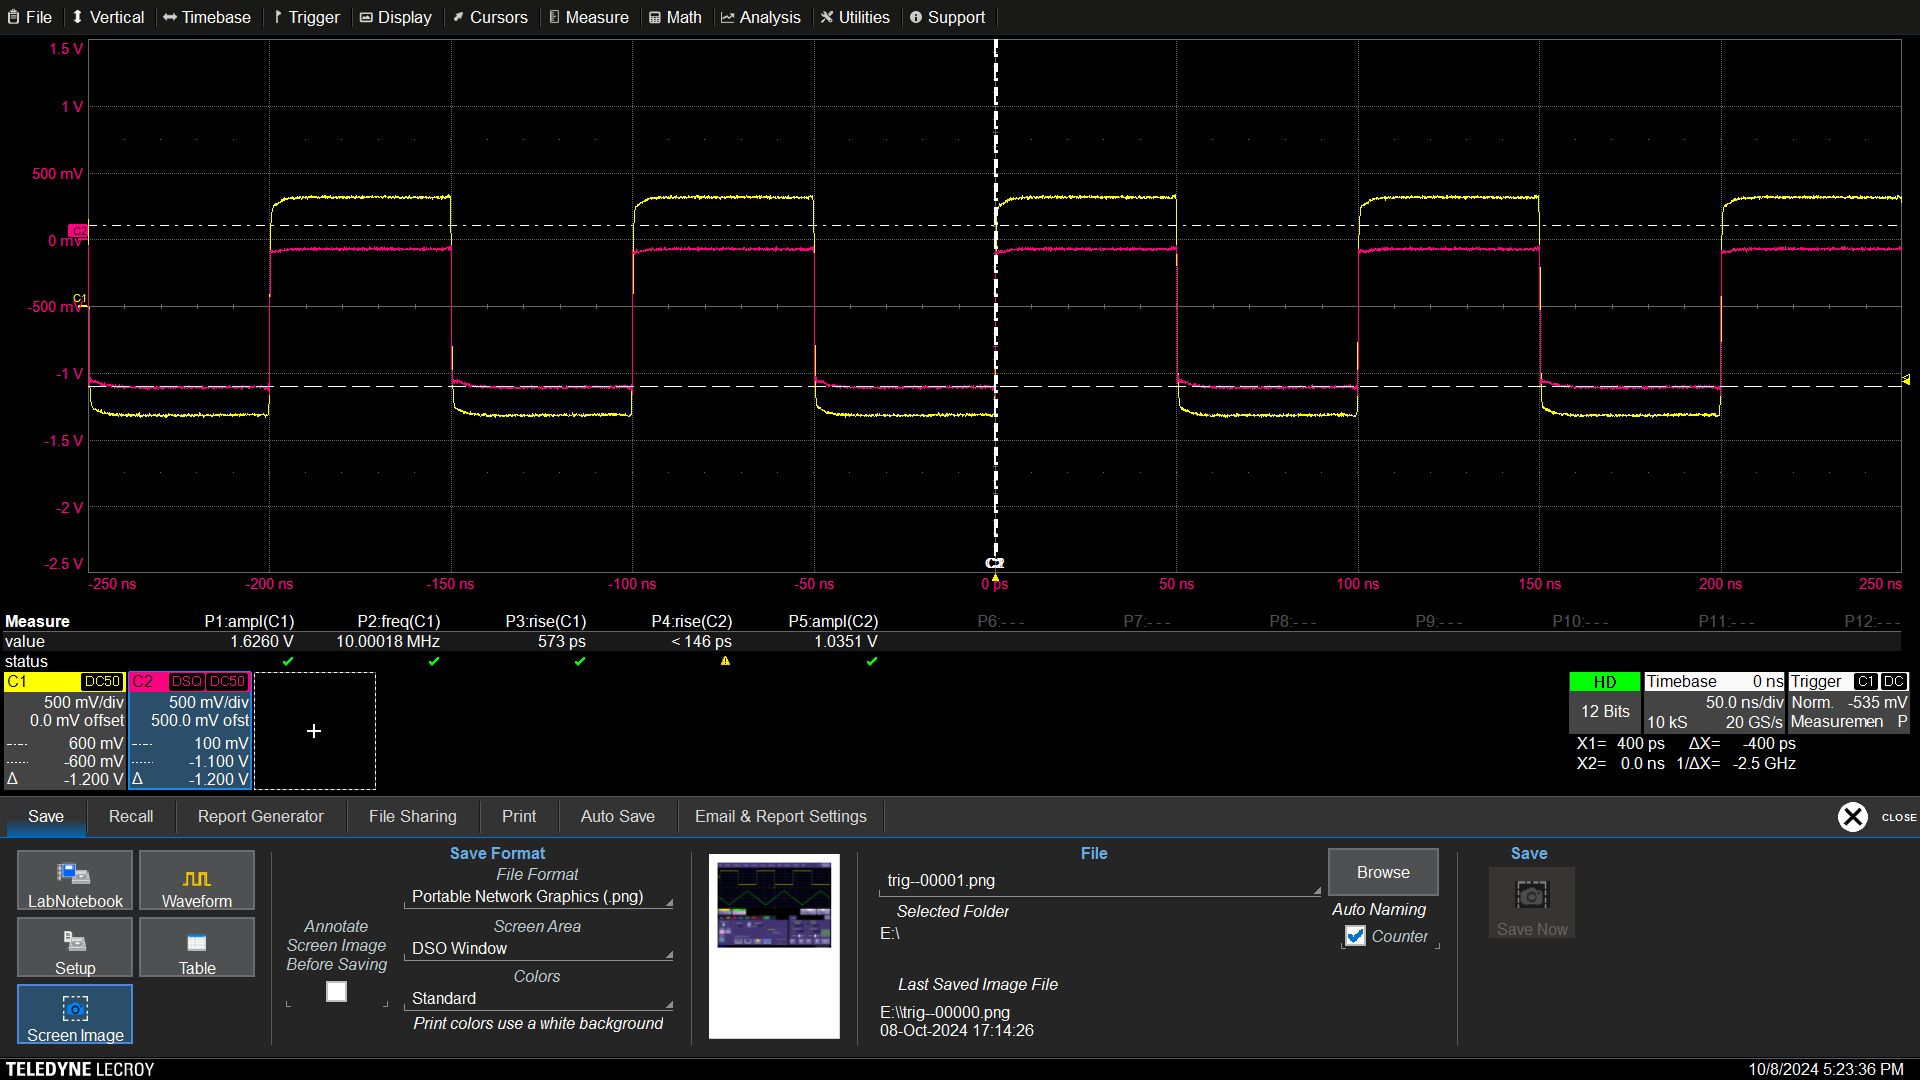 File Vertical Timebase Trigger Display Cursors Measure Math Analysis Utilities Support
1.5 V
1 V
500 mV
C2
0 mV
C1
-500 mV
-1 V
-1.5 V
-2 V
-2.5 V
C2
-250 ns -200 ns -150 ns -100 ns -50 ns 0 ps 50 ns 100 ns 150 ns 200 ns 250 ns
Measure P1:ampl(C1) P2:freq(C1) P3:rise(C1) P4:rise(C2) P5:ampl(C2) P6:- - - P7:- - - P8:- - - P9:- - - P10:- - - P11:- - - P12:- - -
value 1.6260 V 10.00018 MHz 573 ps < 146 ps 1.0351 V
status
C1 DC50
500 mV/div
0.0 mV offset
600 mV
-600 mV
Δ -1.200 V
C2 DSQ DC50
500 mV/div
500.0 mV ofst
100 mV
-1.100 V
Δ -1.200 V
+
HD
12 Bits
Timebase 0 ns
50.0 ns/div
10 kS 20 GS/s
Trigger C1 DC
Norm. -535 mV
Measuremen P
X1= 400 ps ΔX= -400 ps
X2= 0.0 ns 1/ΔX= -2.5 GHz
Save Recall Report Generator File Sharing Print Auto Save Email & Report Settings CLOSE
LabNotebook Waveform
Setup Table
Screen Image
Annotate
Screen Image
Before Saving
Save Format
File Format
Portable Network Graphics (.png)
Screen Area
DSO Window
Colors
Standard
Print colors use a white background
File
trig--00001.png
Selected Folder
E:\
Last Saved Image File
E:\\trig--00000.png
08-Oct-2024 17:14:26
Browse
Auto Naming
Counter
Save
Save Now
TELEDYNE LECROY 10/8/2024 5:23:36 PM